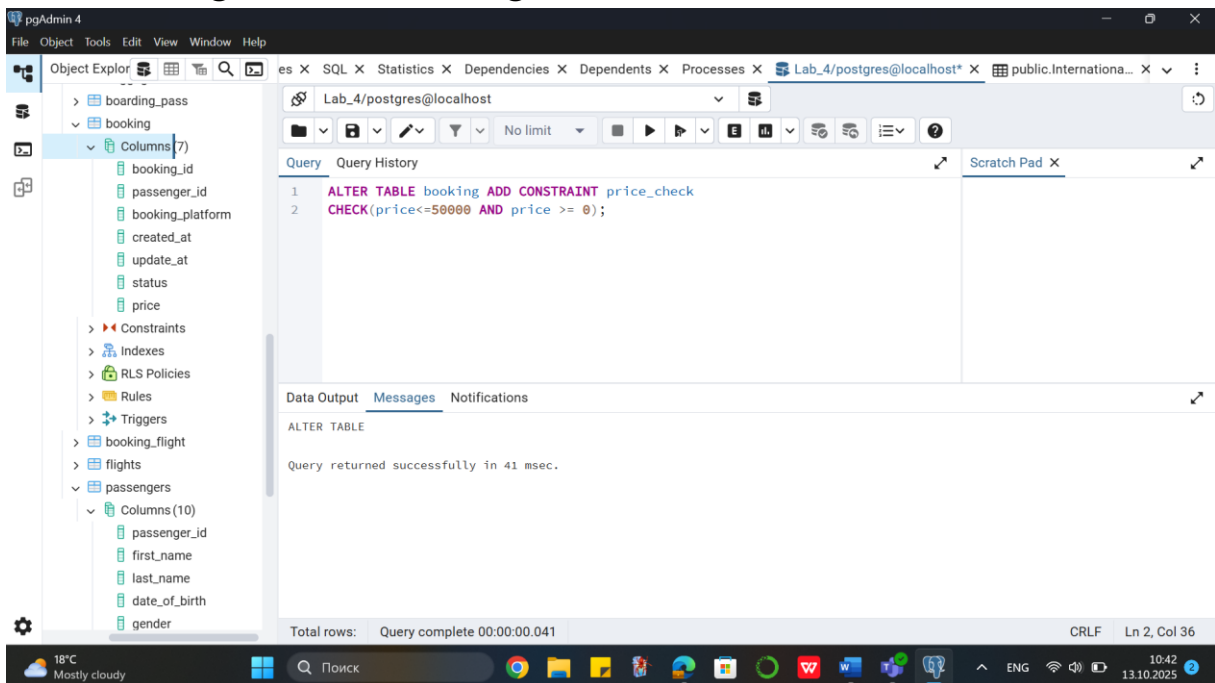 pgAdmin 4
File Object Tools Edit View Window Help
Object Explor
es SQL Statistics Dependencies Dependents Processes Lab_4/postgres@localhost* public.Internationa...
boarding_pass
booking
Columns (7)
booking_id
passenger_id
booking_platform
created_at
update_at
status
price
Constraints
Indexes
RLS Policies
Rules
Triggers
booking_flight
flights
passengers
Columns (10)
passenger_id
first_name
last_name
date_of_birth
gender
Lab_4/postgres@localhost
No limit
E
Query Query History
Scratch Pad
1 ALTER TABLE booking ADD CONSTRAINT price_check
2 CHECK(price<=50000 AND price >= 0);
Data Output Messages Notifications
ALTER TABLE
Query returned successfully in 41 msec.
Total rows: Query complete 00:00:00.041 CRLF Ln 2, Col 36
18°C
Mostly cloudy
Поиск
ENG
10:42
13.10.2025
2